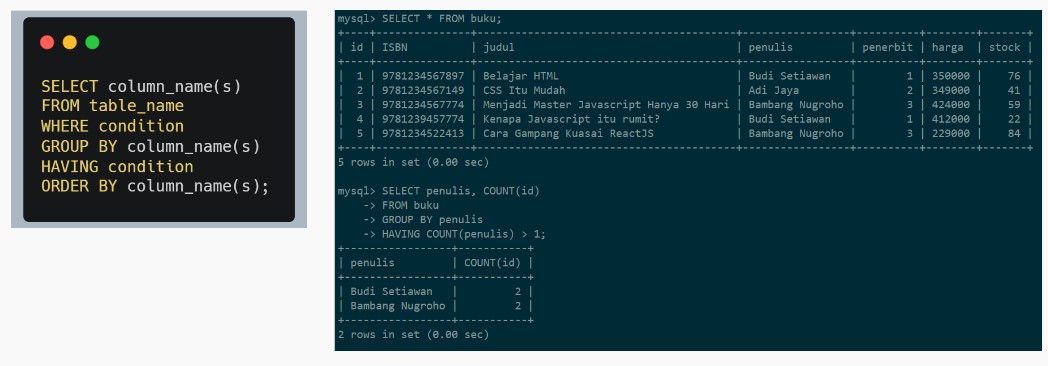 SELECT column_name(s)
FROM table_name
WHERE condition
GROUP BY column_name(s)
HAVING condition
ORDER BY column_name(s);
mysql> SELECT * FROM buku;
+----+---------------+----------------------------------------+-----------------+----------+--------+-------+
| id | ISBN          | judul                                  | penulis         | penerbit | harga  | stock |
+----+---------------+----------------------------------------+-----------------+----------+--------+-------+
|  1 | 9781234567897 | Belajar HTML                           | Budi Setiawan   |        1 | 350000 |    76 |
|  2 | 9781234567149 | CSS Itu Mudah                          | Adi Jaya        |        2 | 349000 |    41 |
|  3 | 9781234567774 | Menjadi Master Javascript Hanya 30 Hari | Bambang Nugroho |        3 | 424000 |    59 |
|  4 | 9781239457774 | Kenapa Javascript itu rumit?           | Budi Setiawan   |        1 | 412000 |    22 |
|  5 | 9781234522413 | Cara Gampang Kuasai ReactJS            | Bambang Nugroho |        3 | 229000 |    84 |
+----+---------------+----------------------------------------+-----------------+----------+--------+-------+
5 rows in set (0.00 sec)
mysql> SELECT penulis, COUNT(id)
    -> FROM buku
    -> GROUP BY penulis
    -> HAVING COUNT(penulis) > 1;
+-----------------+-----------+
| penulis         | COUNT(id) |
+-----------------+-----------+
| Budi Setiawan   |         2 |
| Bambang Nugroho |         2 |
+-----------------+-----------+
2 rows in set (0.00 sec)